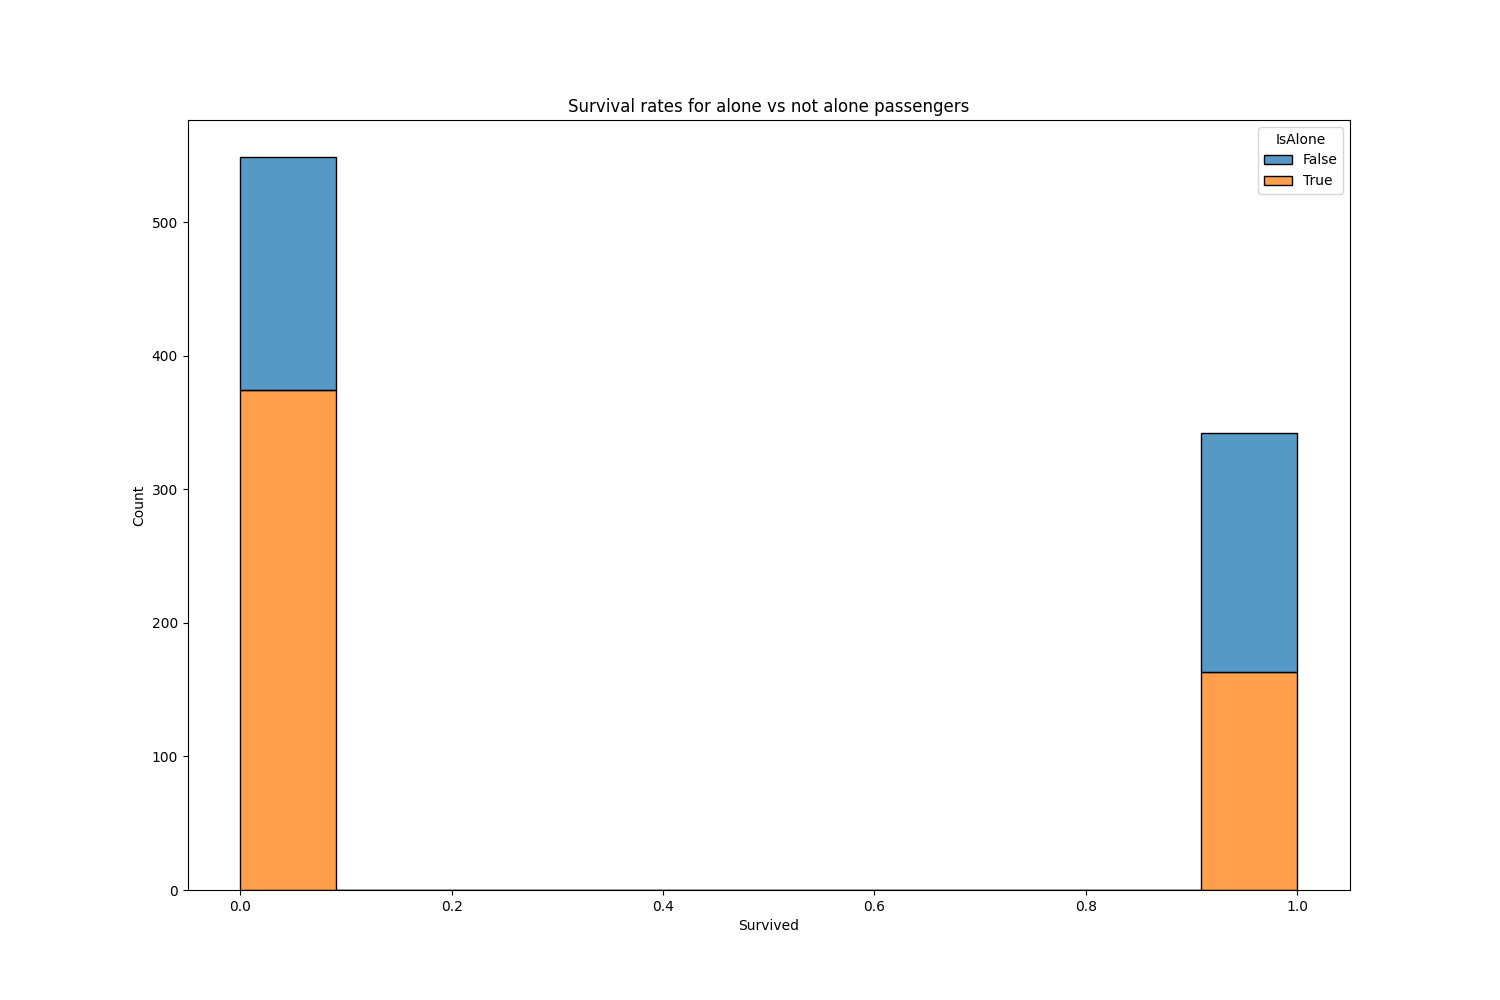 Survival rates for alone vs not alone passengers
IsAlone
False
True
500
400
300
200
100
0
Count
0.0 0.2 0.4 0.6 0.8 1.0
Survived